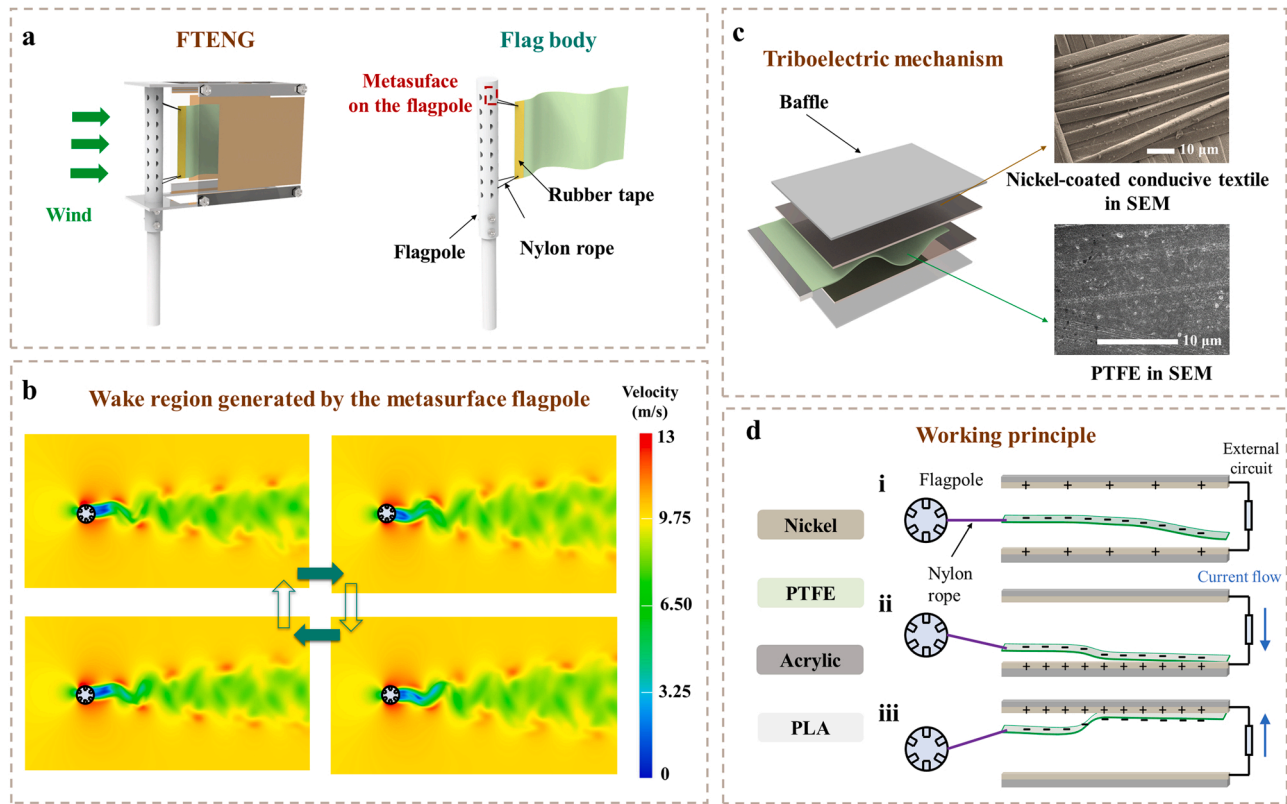 a
FTENG
Flag body
Metasuface
on the flagpole
Wind
Rubber tape
Flagpole
Nylon rope
b
Wake region generated by the metasurface flagpole
Velocity
(m/s)
13
9.75
6.50
3.25
0
c
Triboelectric mechanism
Baffle
10 μm
Nickel-coated conducive textile
in SEM
10 μm
PTFE in SEM
d
Working principle
Nickel
PTFE
Acrylic
PLA
i
Flagpole
External
circuit
+ + + + +
- - - - - - - - - -
+ + + + +
Nylon
rope
Current flow
ii
- - - - - - - - - -
+ + + + + + + + + +
iii
+ + + + + + + + + +
- - - - - - - - - -